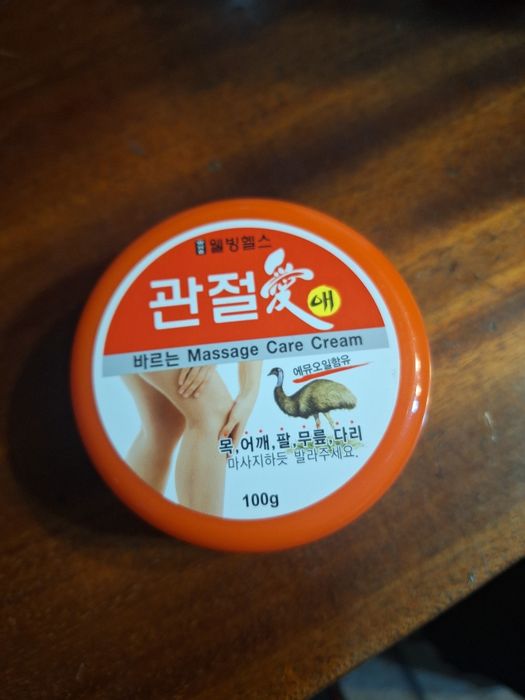 웰빙헬스
관절愛애
바르는 Massage Care Cream
에뮤오일함유
목,어깨,팔,무릎,다리
마사지하듯 발라주세요.
100g